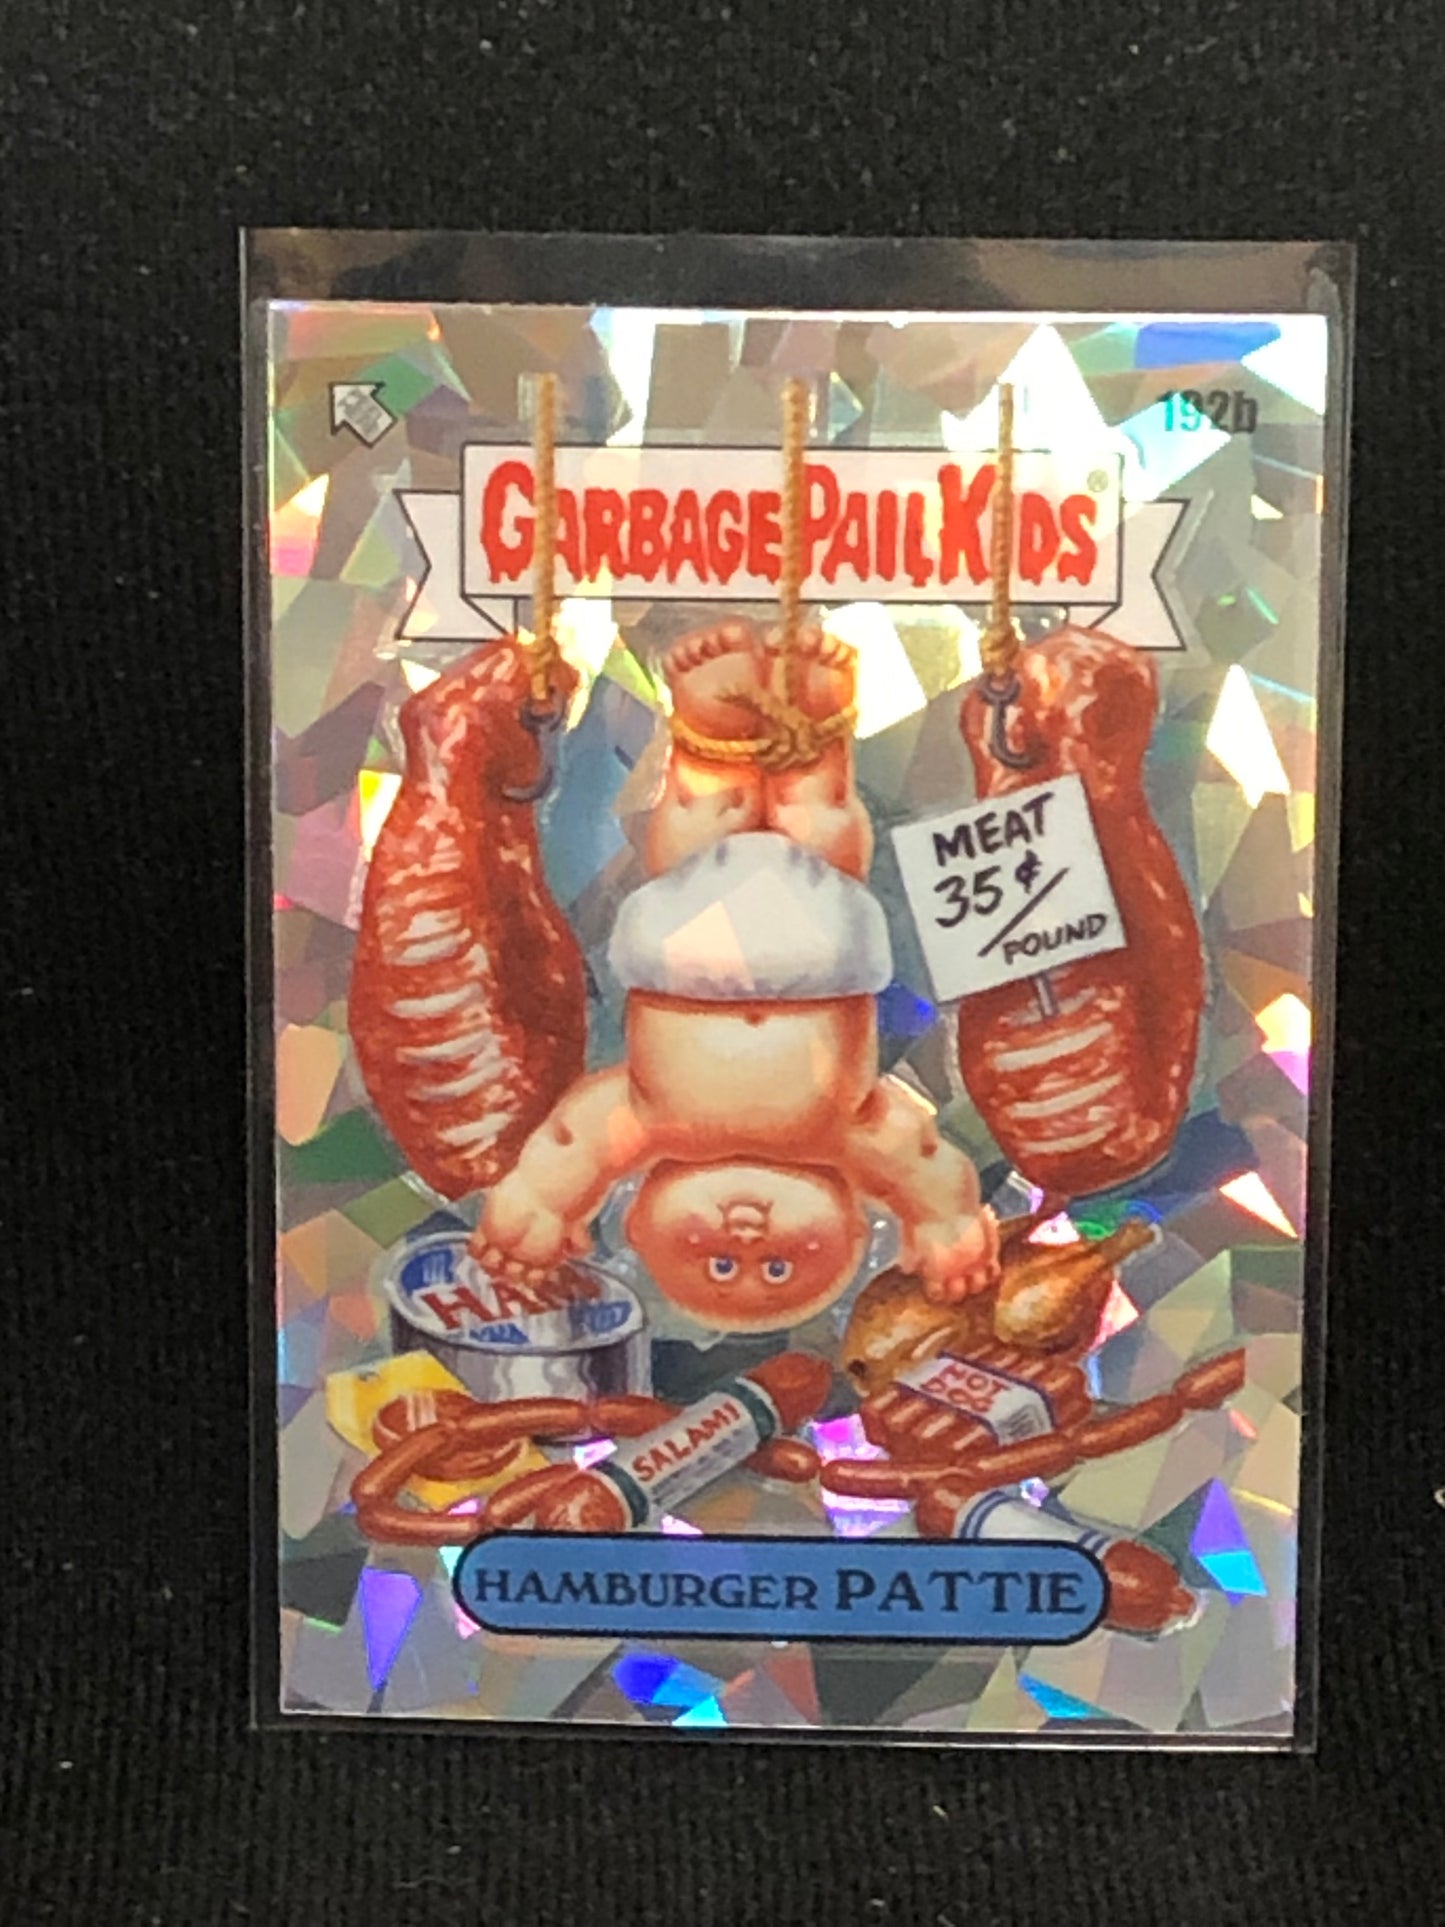 192b
GARBAGE PAIL KIDS®
MEAT
35¢/
POUND
HAM
HOT
DOG
SALAMI
HAMBURGER PATTIE